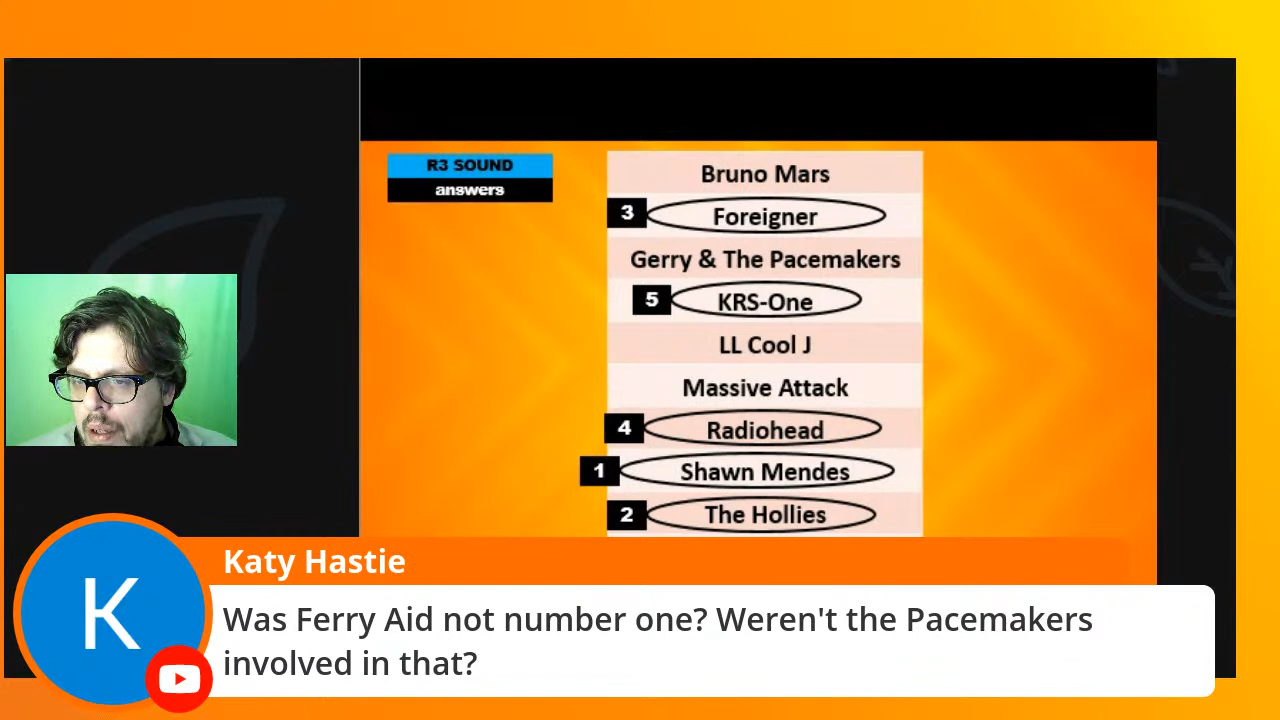 R3 SOUND
answers
Bruno Mars
3 Foreigner
Gerry & The Pacemakers
5 KRS-One
LL Cool J
Massive Attack
4 Radiohead
1 Shawn Mendes
2 The Hollies
K
Katy Hastie
Was Ferry Aid not number one? Weren't the Pacemakers
involved in that?